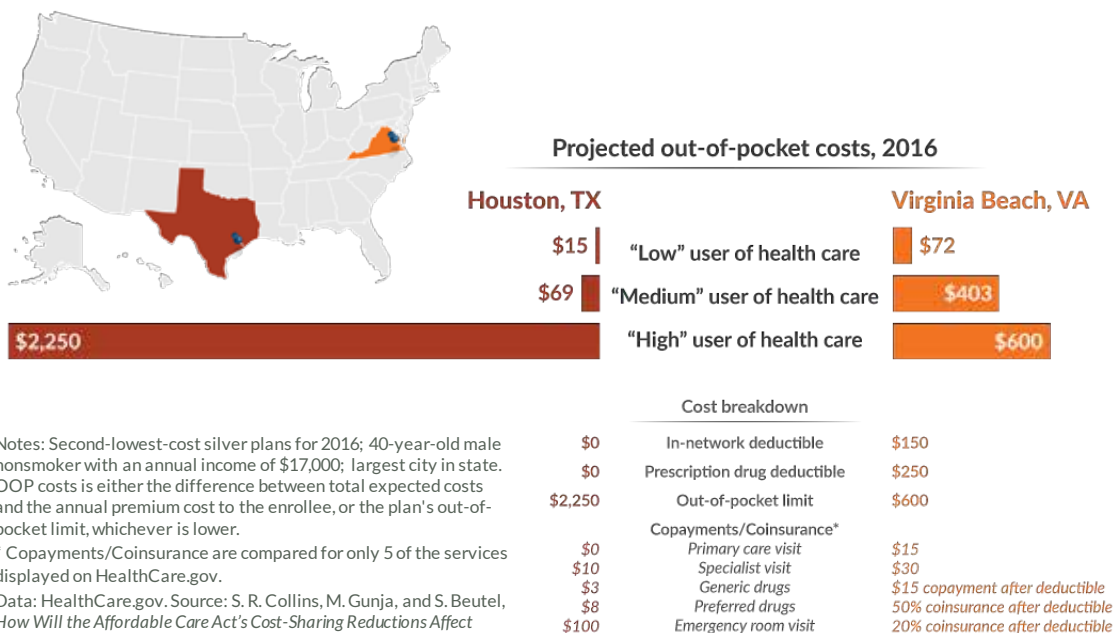 Projected out-of-pocket costs, 2016
Houston, TX
Virginia Beach, VA
$15
“Low” user of health care
$72
$69
“Medium” user of health care
$403
$2,250
“High” user of health care
$600
Cost breakdown
$0
In-network deductible
$150
$0
Prescription drug deductible
$250
$2,250
Out-of-pocket limit
$600
Copayments/Coinsurance*
$0
Primary care visit
$15
$10
Specialist visit
$30
$3
Generic drugs
$15 copayment after deductible
$8
Preferred drugs
50% coinsurance after deductible
$100
Emergency room visit
20% coinsurance after deductible
Notes: Second-lowest-cost silver plans for 2016; 40-year-old male
nonsmoker with an annual income of $17,000; largest city in state.
OOP costs is either the difference between total expected costs
and the annual premium cost to the enrollee, or the plan's out-of-
pocket limit, whichever is lower.
* Copayments/Coinsurance are compared for only 5 of the services
displayed on HealthCare.gov.
Data: HealthCare.gov. Source: S. R. Collins, M. Gunja, and S. Beutel,
How Will the Affordable Care Act’s Cost-Sharing Reductions Affect